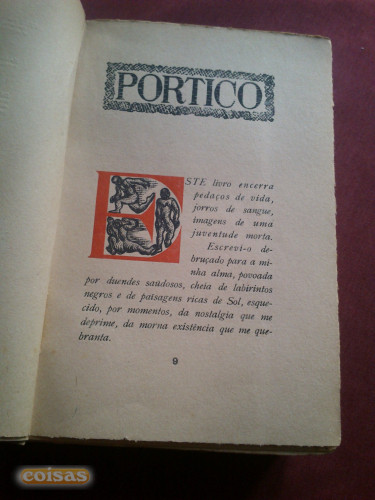 PORTICO
ESTE livro encerra
pedaços de vida,
jorros de sangue,
imagens de uma
juventude morta.
Escrevi-o de-
bruçado para a mi-
nha alma, povoada
por duendes saüdosos, cheia de labirintos
negros e de paisagens ricas de Sol, esque-
cido, por momentos, da nostalgia que me
deprime, da morna existência que me que-
branta.
9
coisas